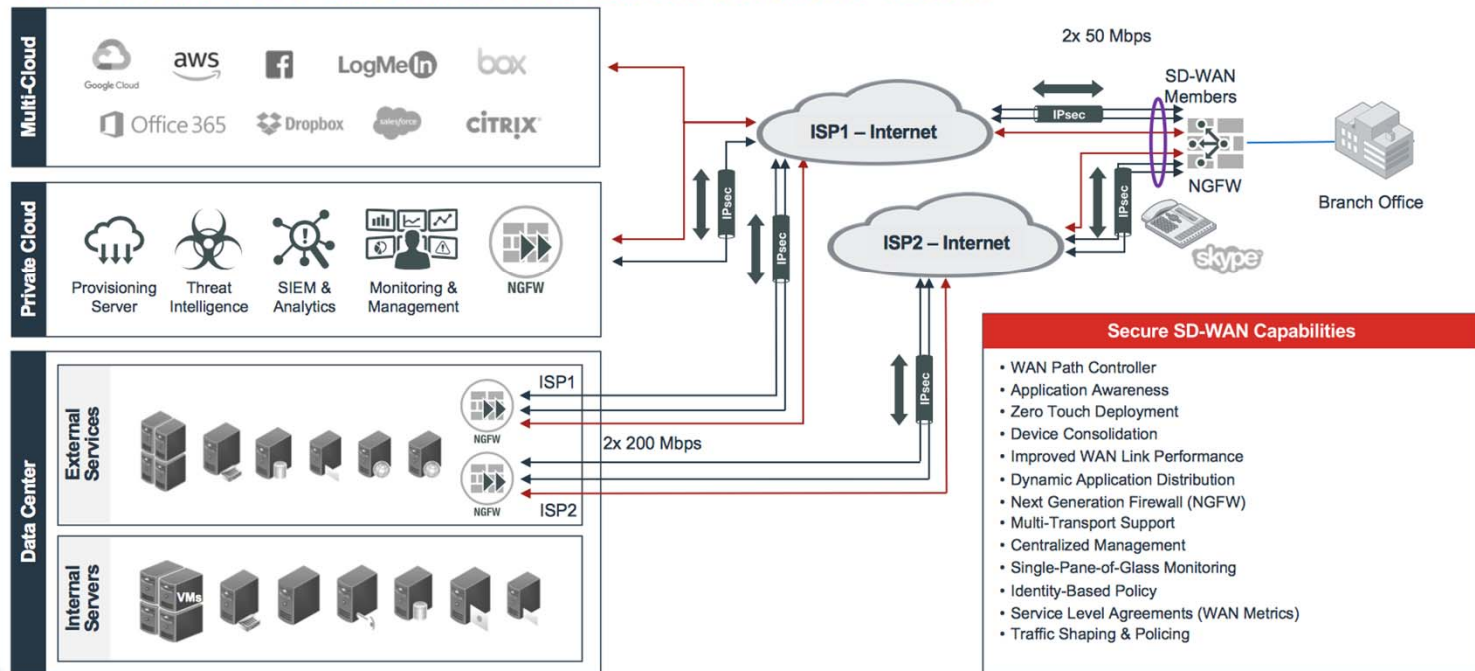 Multi-Cloud
Google Cloud
aws
LogMeIn
box
Office 365
Dropbox
salesforce
CiTRIX
Private Cloud
Provisioning
Server
Threat
Intelligence
SIEM &
Analytics
Monitoring &
Management
NGFW
Data Center
External
Services
NGFW
ISP1
NGFW
ISP2
2x 200 Mbps
Internal
Servers
VMs
ISP1 – Internet
ISP2 – Internet
IPsec
IPsec
IPsec
IPsec
IPsec
2x 50 Mbps
SD-WAN
Members
NGFW
Branch Office
skype
Secure SD-WAN Capabilities
• WAN Path Controller
• Application Awareness
• Zero Touch Deployment
• Device Consolidation
• Improved WAN Link Performance
• Dynamic Application Distribution
• Next Generation Firewall (NGFW)
• Multi-Transport Support
• Centralized Management
• Single-Pane-of-Glass Monitoring
• Identity-Based Policy
• Service Level Agreements (WAN Metrics)
• Traffic Shaping & Policing